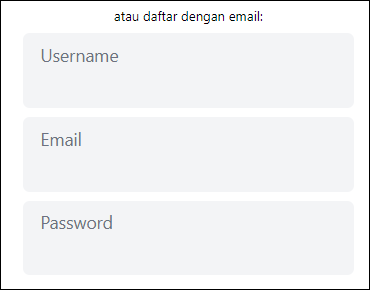 atau daftar dengan email:
Username
Email
Password